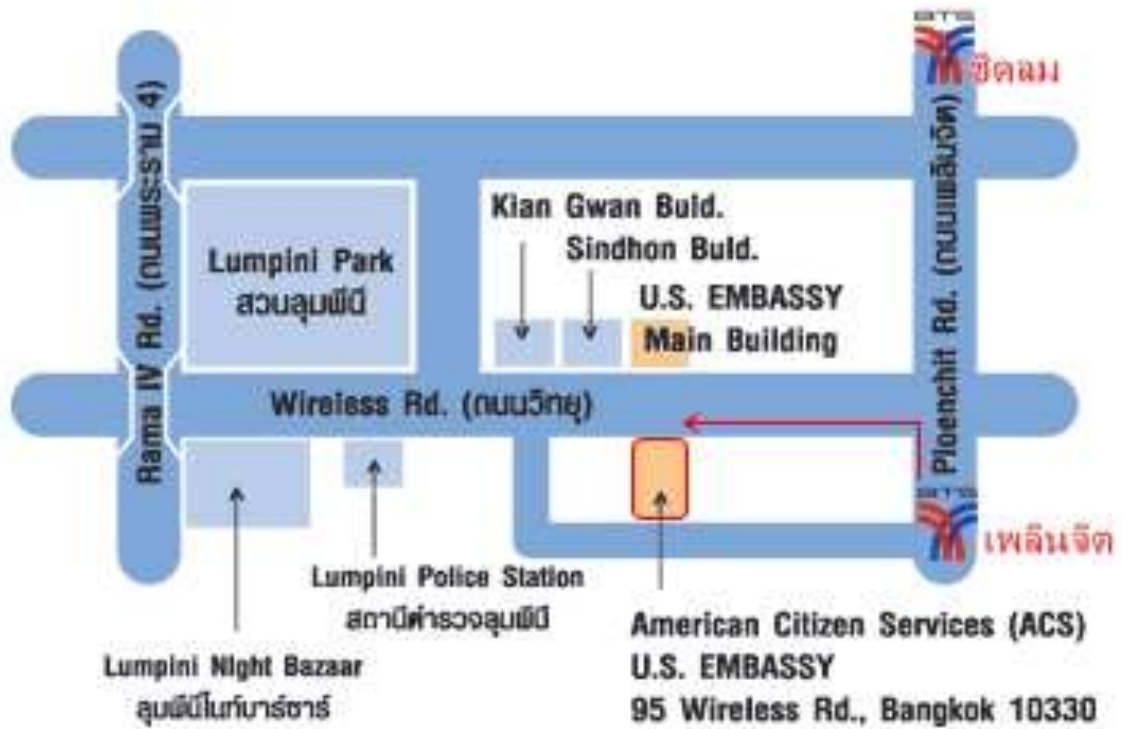 BTS
ชิดลม
Rama IV Rd. (ถนนพระราม 4)
Ploenchit Rd. (ถนนเพลินจิต)
Kian Gwan Buld.
Sindhon Buld.
Lumpini Park
สวนลุมพินี
U.S. EMBASSY
Main Building
Wireless Rd. (ถนนวิทยุ)
BTS
เพลินจิต
Lumpini Police Station
สถานีตำรวจลุมพินี
American Citizen Services (ACS)
U.S. EMBASSY
95 Wireless Rd., Bangkok 10330
Lumpini Night Bazaar
ลุมพินีไนท์บาร์ซาร์